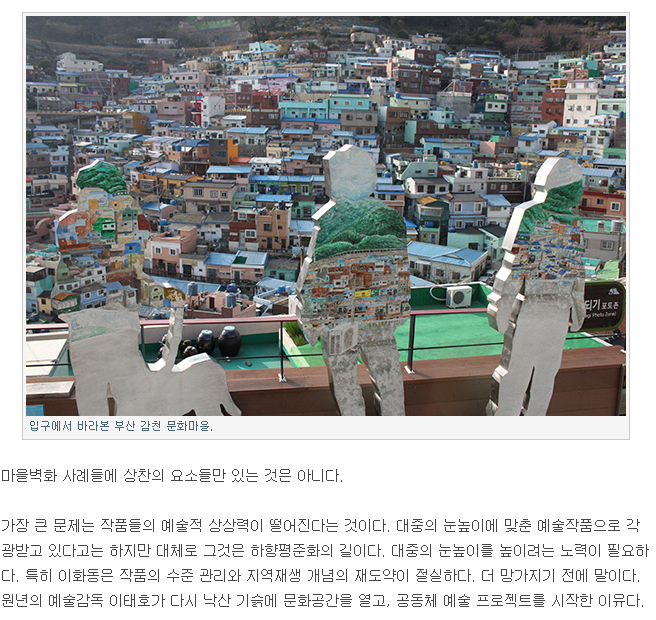 되기 포토존
(Photo Zone)
입구에서 바라본 부산 감천 문화마을.
마을벽화 사례들에 상찬의 요소들만 있는 것은 아니다.
가장 큰 문제는 작품들의 예술적 상상력이 떨어진다는 것이다. 대중의 눈높이에 맞춘 예술작품으로 각
광받고 있다고는 하지만 대체로 그것은 하향평준화의 길이다. 대중의 눈높이를 높이려는 노력이 필요하
다. 특히 이화동은 작품의 수준 관리와 지역재생 개념의 재도약이 절실하다. 더 망가지기 전에 말이다.
원년의 예술감독 이태호가 다시 낙산 기슭에 문화공간을 열고, 공동체 예술 프로젝트를 시작한 이유다.